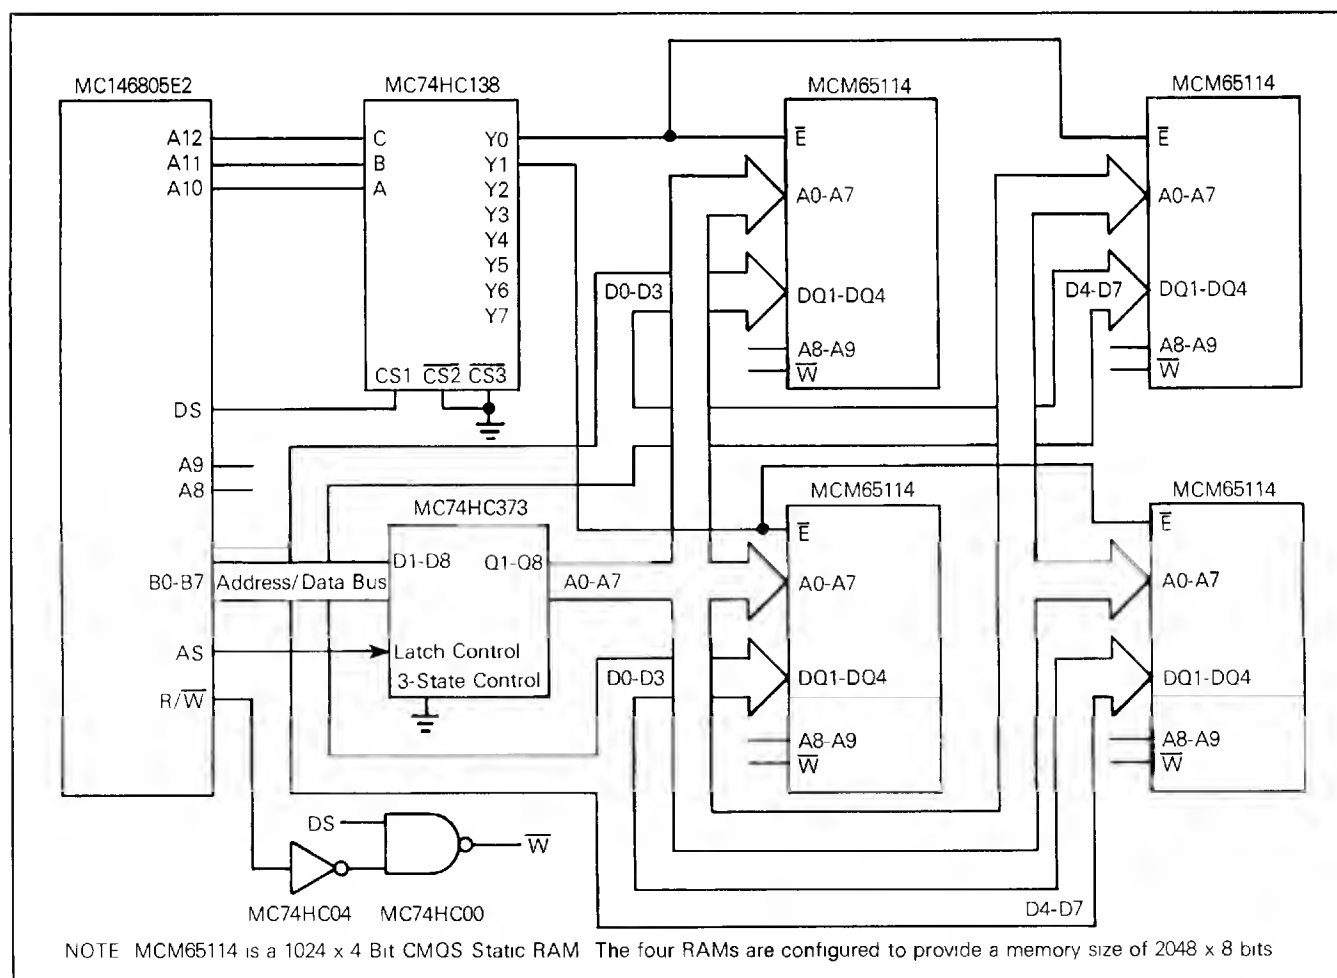 MC146805E2
MC74HC138
MCM65114
MCM65114
A12
A11
A10
C
B
A
Y0
Y1
Y2
Y3
Y4
Y5
Y6
Y7
CS1 C̅S̅2̅ C̅S̅3̅
E̅
A0-A7
DQ1-DQ4
A8-A9
W̅
E̅
A0-A7
DQ1-DQ4
A8-A9
W̅
D0-D3
D4-D7
DS
A9
A8
MC74HC373
MCM65114
MCM65114
B0-B7
Address/Data Bus
D1-D8
Q1-Q8
A0-A7
AS
Latch Control
3-State Control
R/W̅
E̅
A0-A7
DQ1-DQ4
A8-A9
W̅
E̅
A0-A7
DQ1-DQ4
A8-A9
W̅
D0-D3
DS
W̅
MC74HC04
MC74HC00
D4-D7
NOTE MCM65114 is a 1024 x 4 Bit CMOS Static RAM The four RAMs are configured to provide a memory size of 2048 x 8 bits